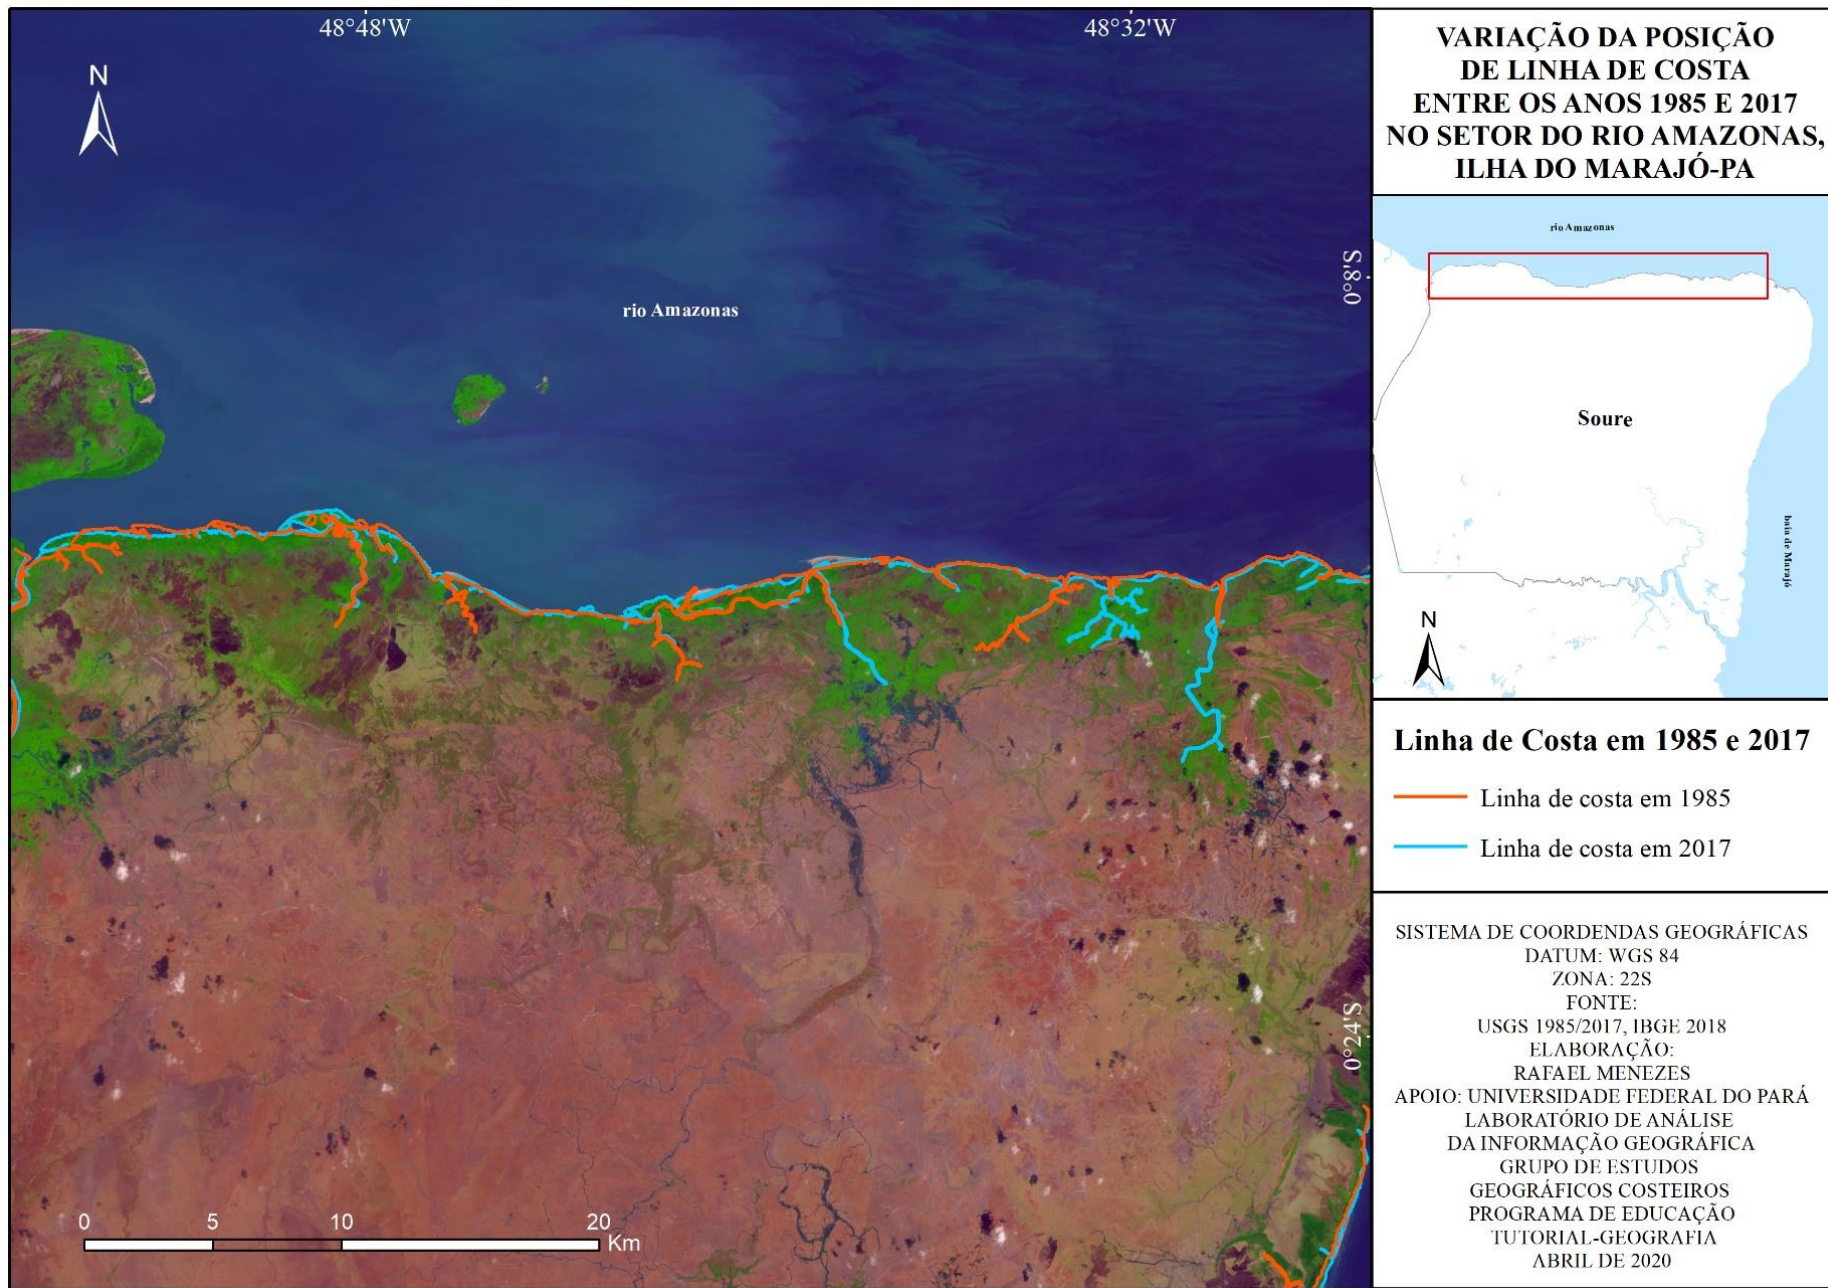 48°48'W
48°32'W
N
rio Amazonas
0°8'S
0°24'S
0 5 10 20
Km
VARIAÇÃO DA POSIÇÃO
DE LINHA DE COSTA
ENTRE OS ANOS 1985 E 2017
NO SETOR DO RIO AMAZONAS,
ILHA DO MARAJÓ-PA
rio Amazonas
Soure
baía de Marajó
N
Linha de Costa em 1985 e 2017
Linha de costa em 1985
Linha de costa em 2017
SISTEMA DE COORDENDAS GEOGRÁFICAS
DATUM: WGS 84
ZONA: 22S
FONTE:
USGS 1985/2017, IBGE 2018
ELABORAÇÃO:
RAFAEL MENEZES
APOIO: UNIVERSIDADE FEDERAL DO PARÁ
LABORATÓRIO DE ANÁLISE
DA INFORMAÇÃO GEOGRÁFICA
GRUPO DE ESTUDOS
GEOGRÁFICOS COSTEIROS
PROGRAMA DE EDUCAÇÃO
TUTORIAL-GEOGRAFIA
ABRIL DE 2020